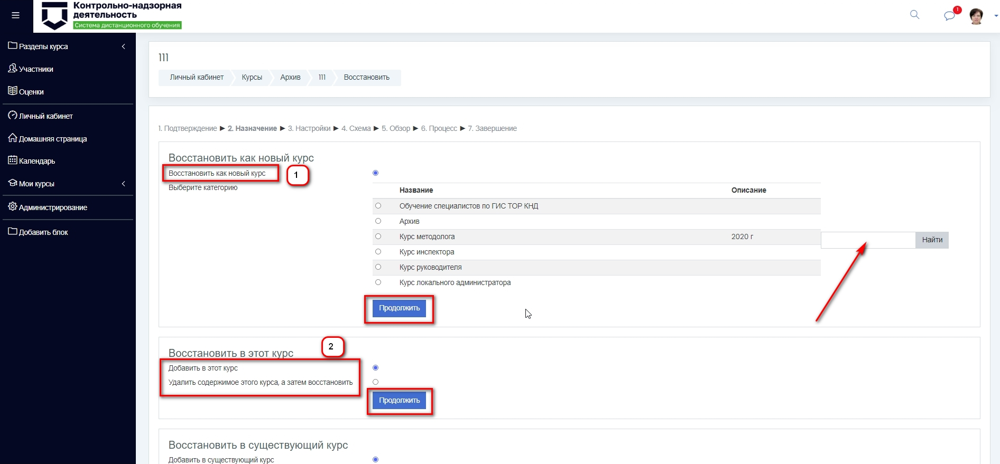 Контрольно-надзорная
деятельность
Система дистанционного обучения
1
Разделы курса
Участники
Оценки
Личный кабинет
Домашняя страница
Календарь
Мои курсы
Администрирование
Добавить блок
111
Личный кабинет Курсы Архив 111 Восстановить
1. Подтверждение ► 2. Назначение ► 3. Настройки ► 4. Схема ► 5. Обзор ► 6. Процесс ► 7. Завершение
Восстановить как новый курс
Восстановить как новый курс
1
Выберите категорию
Название Описание
Обучение специалистов по ГИС ТОР КНД
Архив
Курс методолога 2020 г
Курс инспектора
Курс руководителя
Курс локального администратора
Найти
Продолжить
Восстановить в этот курс
2
Добавить в этот курс
Удалить содержимое этого курса, а затем восстановить
Продолжить
Восстановить в существующий курс
Добавить в существующий курс